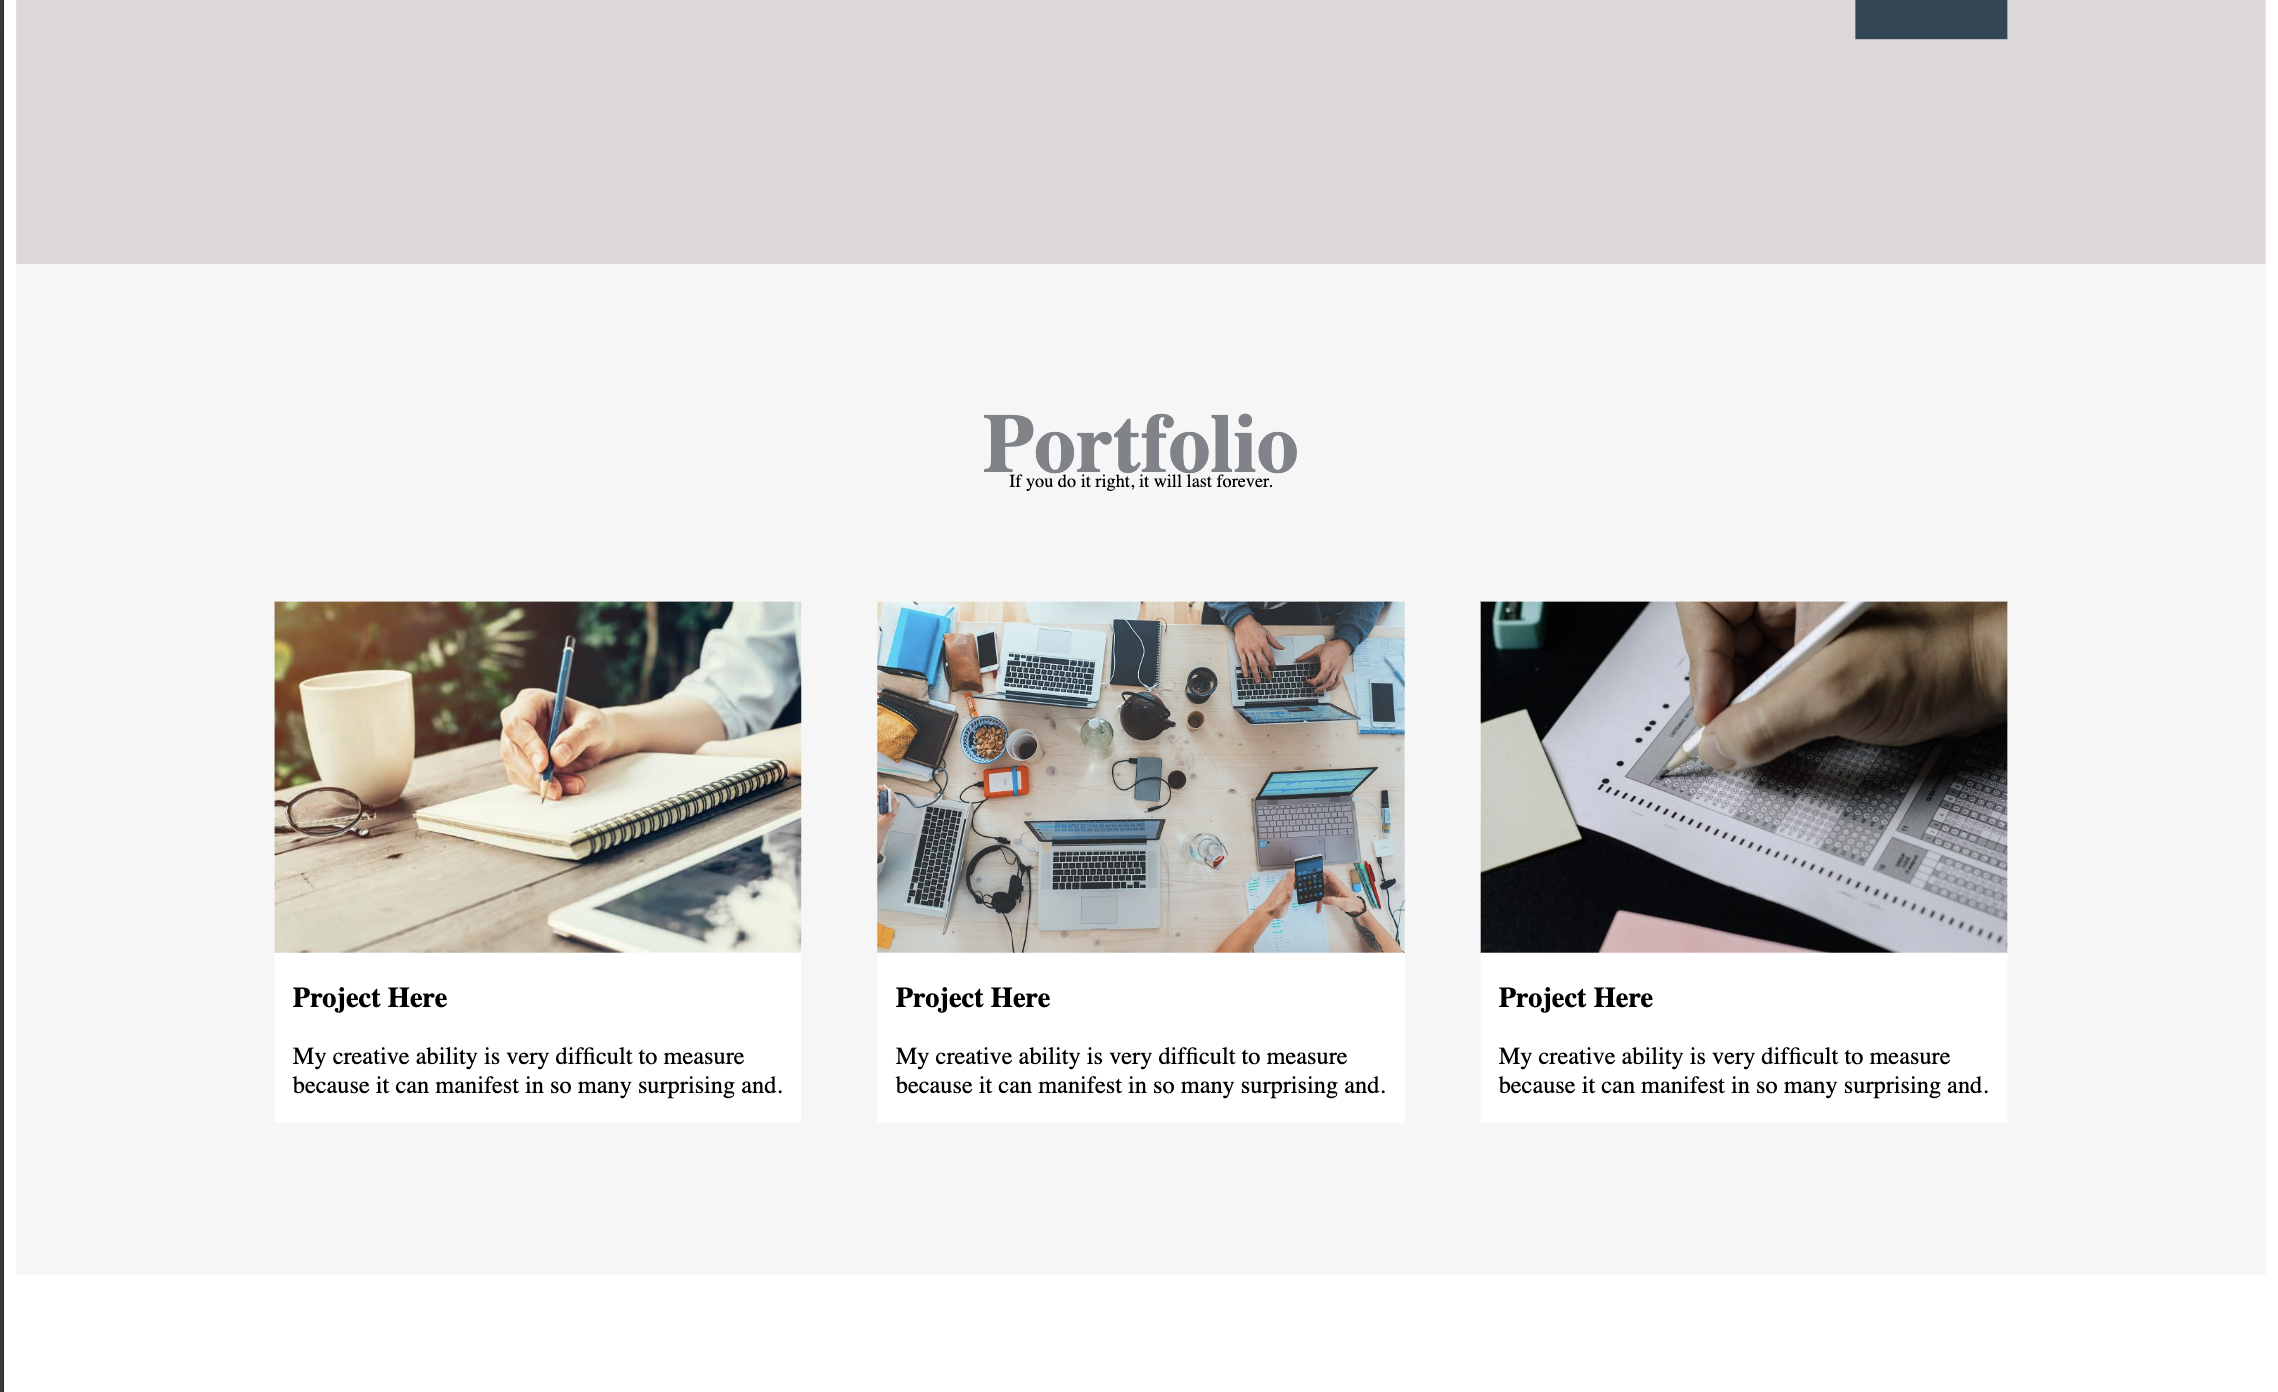 Portfolio
If you do it right, it will last forever.
Project Here
My creative ability is very difficult to measure
because it can manifest in so many surprising and.
Project Here
My creative ability is very difficult to measure
because it can manifest in so many surprising and.
Project Here
My creative ability is very difficult to measure
because it can manifest in so many surprising and.